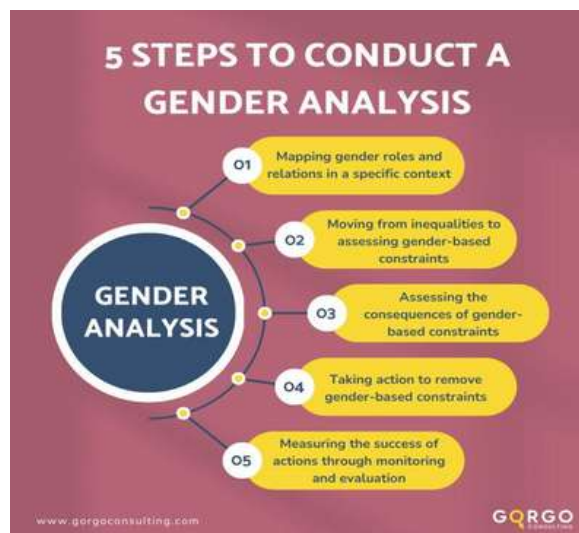 5 STEPS TO CONDUCT A
GENDER ANALYSIS
01
Mapping gender roles and
relations in a specific context
02
Moving from inequalities to
assessing gender-based
constraints
GENDER
ANALYSIS
03
Assessing the
consequences of gender-
based constraints
04
Taking action to remove
gender-based constraints
05
Measuring the success of
actions through monitoring
and evaluation
www.gorgoconsulting.com
GORGO
CONSULTING